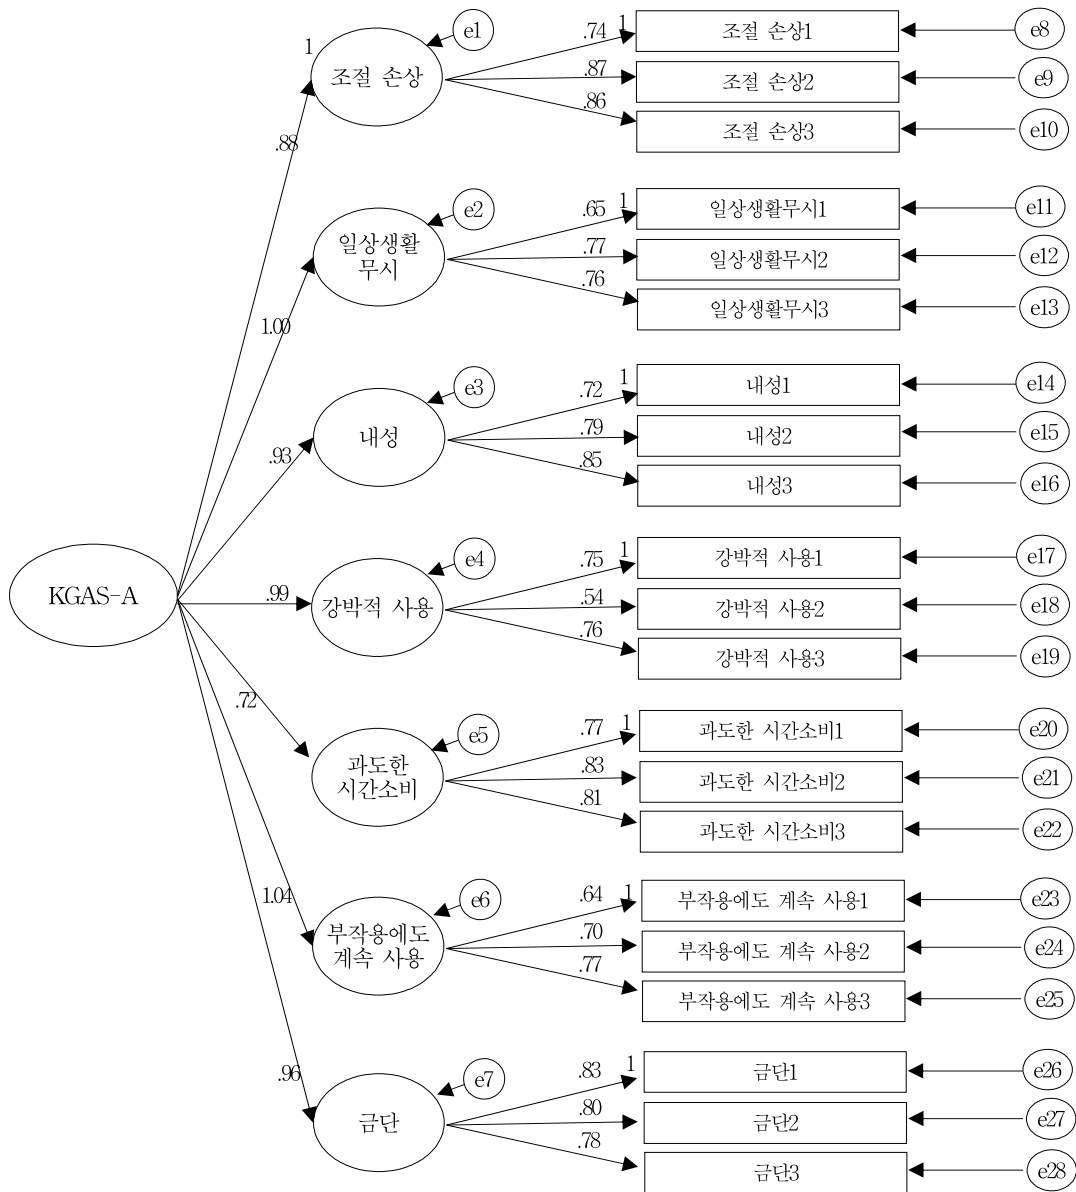 e1
.74 1 조절 손상1 e8
1 조절 손상 .87 조절 손상2 e9
.86 조절 손상3 e10
.88
e2
.65 1 일상생활무시1 e11
일상생활
무시
.77 일상생활무시2 e12
.76 일상생활무시3 e13
1.00
e3
.72 1 내성1 e14
내성 .79 내성2 e15
.93 .85 내성3 e16
e4
.75 1 강박적 사용1 e17
KGAS-A .99 강박적 사용 .54 강박적 사용2 e18
.76 강박적 사용3 e19
.72
e5
.77 1 과도한 시간소비1 e20
과도한
시간소비
.83 과도한 시간소비2 e21
.81 과도한 시간소비3 e22
1.04
e6
.64 1 부작용에도 계속 사용1 e23
부작용에도
계속 사용
.70 부작용에도 계속 사용2 e24
.77 부작용에도 계속 사용3 e25
.96
e7
.83 1 금단1 e26
금단 .80 금단2 e27
.78 금단3 e28